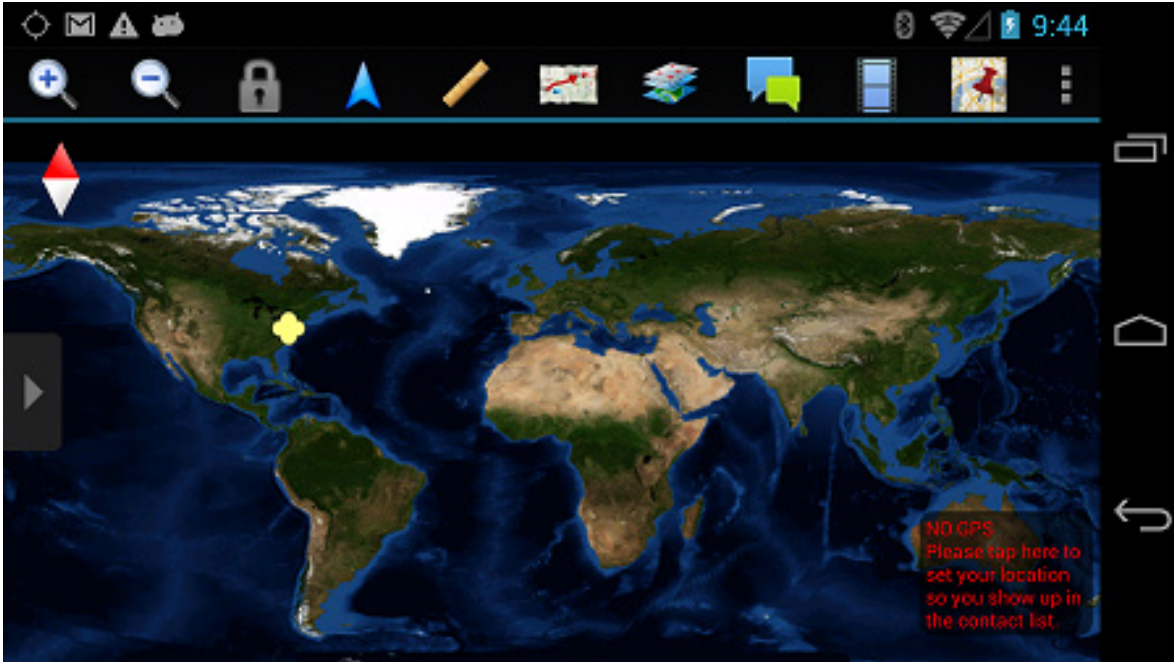 9:44
NO GPS
Please tap here to
set your location
so you show up in
the contact list.